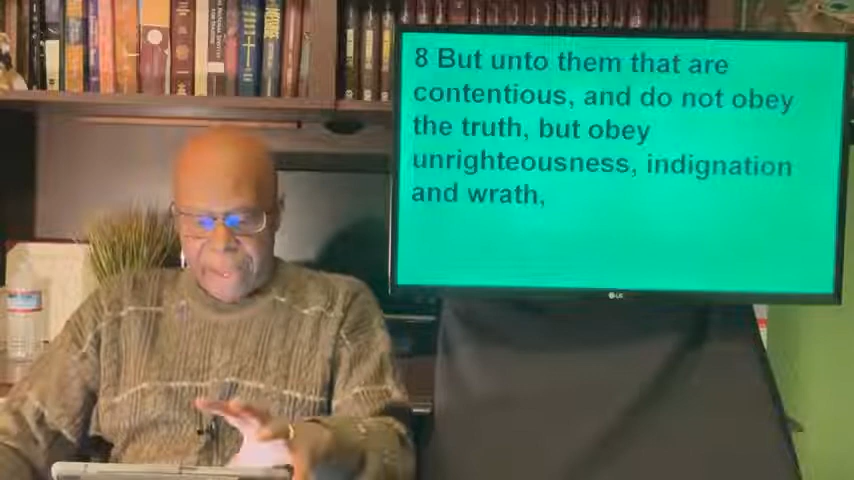 8 But unto them that are
contentious, and do not obey
the truth, but obey
unrighteousness, indignation
and wrath,
LG